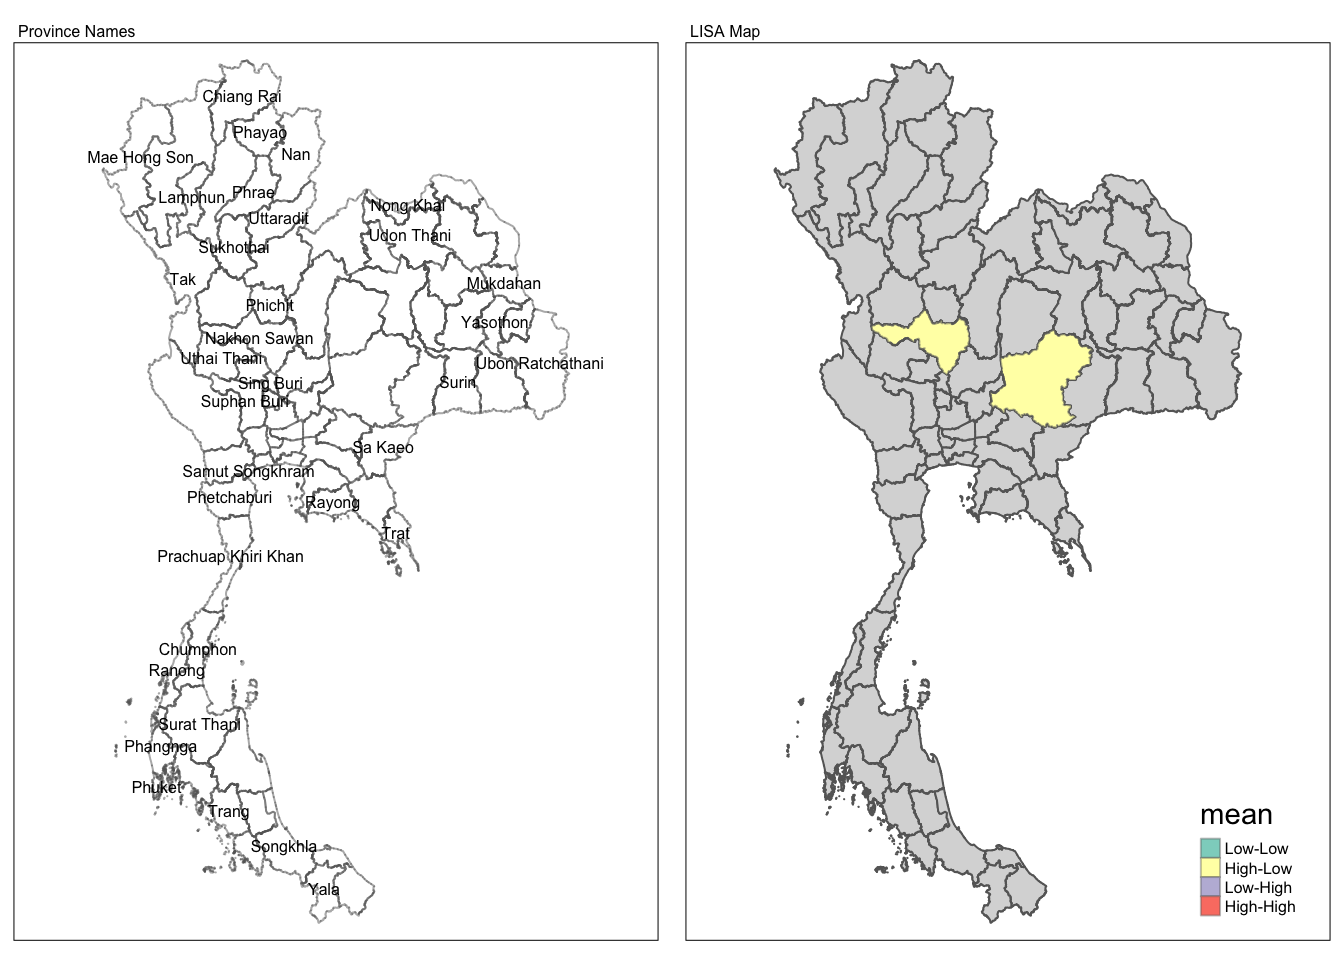 Province Names
Chiang Rai
Phayao
Mae Hong Son
Nan
Lamphun
Phrae
Nong Khai
Uttaradit
Udon Thani
Sukhothai
Tak
Mukdahan
Phichit
Yasothon
Nakhon Sawan
Uthai Thani
Ubon Ratchathani
Sing Buri
Surin
Suphan Buri
Sa Kaeo
Samut Songkhram
Phetchaburi
Rayong
Trat
Prachuap Khiri Khan
Chumphon
Ranong
Surat Thani
Phangnga
Phuket
Trang
Songkhla
Yala
LISA Map
mean
Low-Low
High-Low
Low-High
High-High